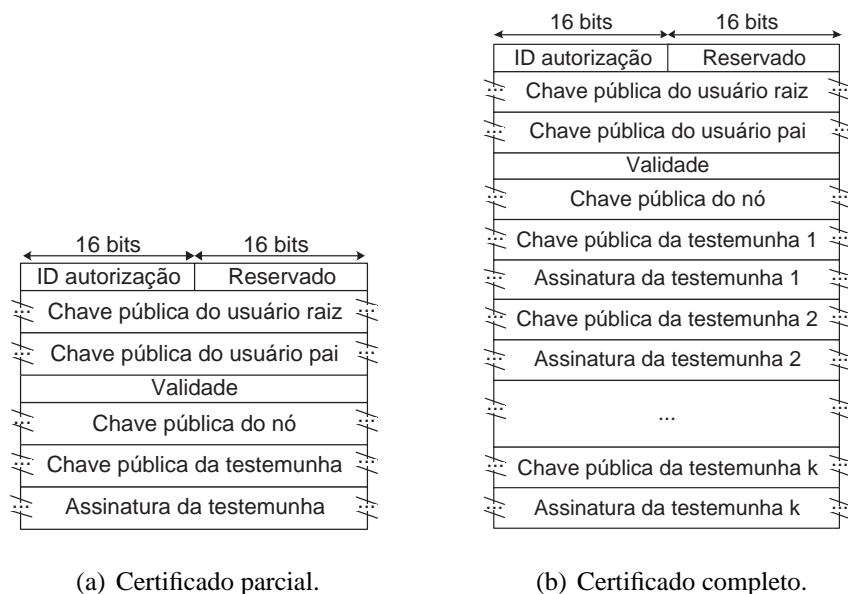 16 bits 16 bits
ID autorização Reservado
... Chave pública do usuário raiz ...
... Chave pública do usuário pai ...
Validade
... Chave pública do nó ...
... Chave pública da testemunha ...
... Assinatura da testemunha ...
(a) Certificado parcial.
16 bits 16 bits
ID autorização Reservado
... Chave pública do usuário raiz ...
... Chave pública do usuário pai ...
Validade
... Chave pública do nó ...
... Chave pública da testemunha 1 ...
... Assinatura da testemunha 1 ...
... Chave pública da testemunha 2 ...
... Assinatura da testemunha 2 ...
... ... ...
... Chave pública da testemunha k ...
... Assinatura da testemunha k ...
(b) Certificado completo.